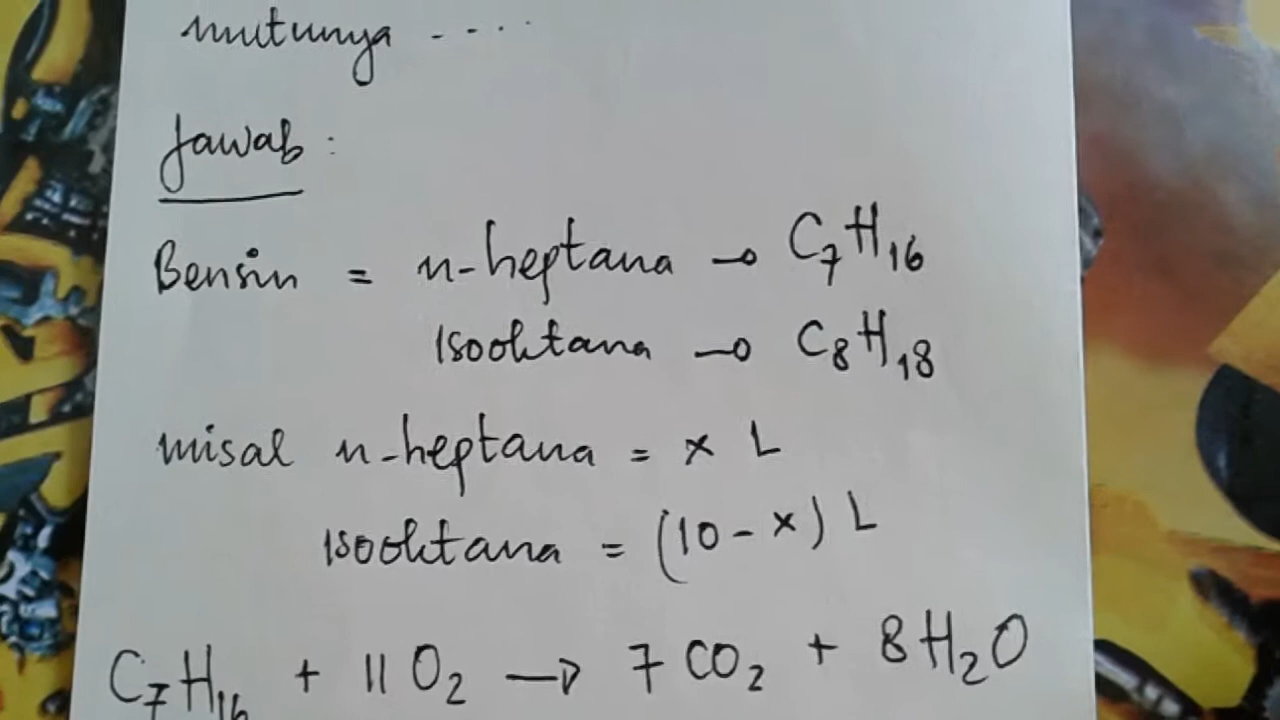 mutunya ....
Jawab :
Bensin = n-heptana → C₇H₁₆
Isooktana → C₈H₁₈
misal n-heptana = x L
Isooktana = (10 - x) L
C₇H₁₆ + 11 O₂ → 7 CO₂ + 8 H₂O